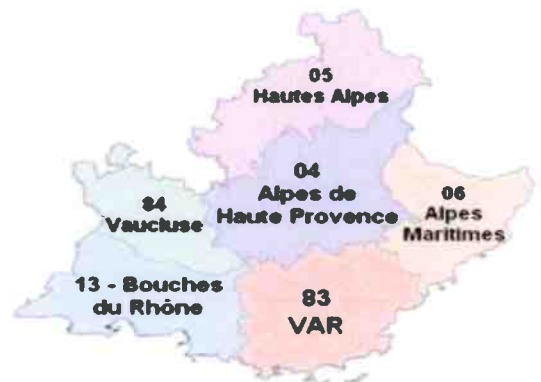 05
Hautes Alpes
04
Alpes de
Haute Provence
06
Alpes
Maritimes
84
Vaucluse
13 - Bouches
du Rhône
83
VAR